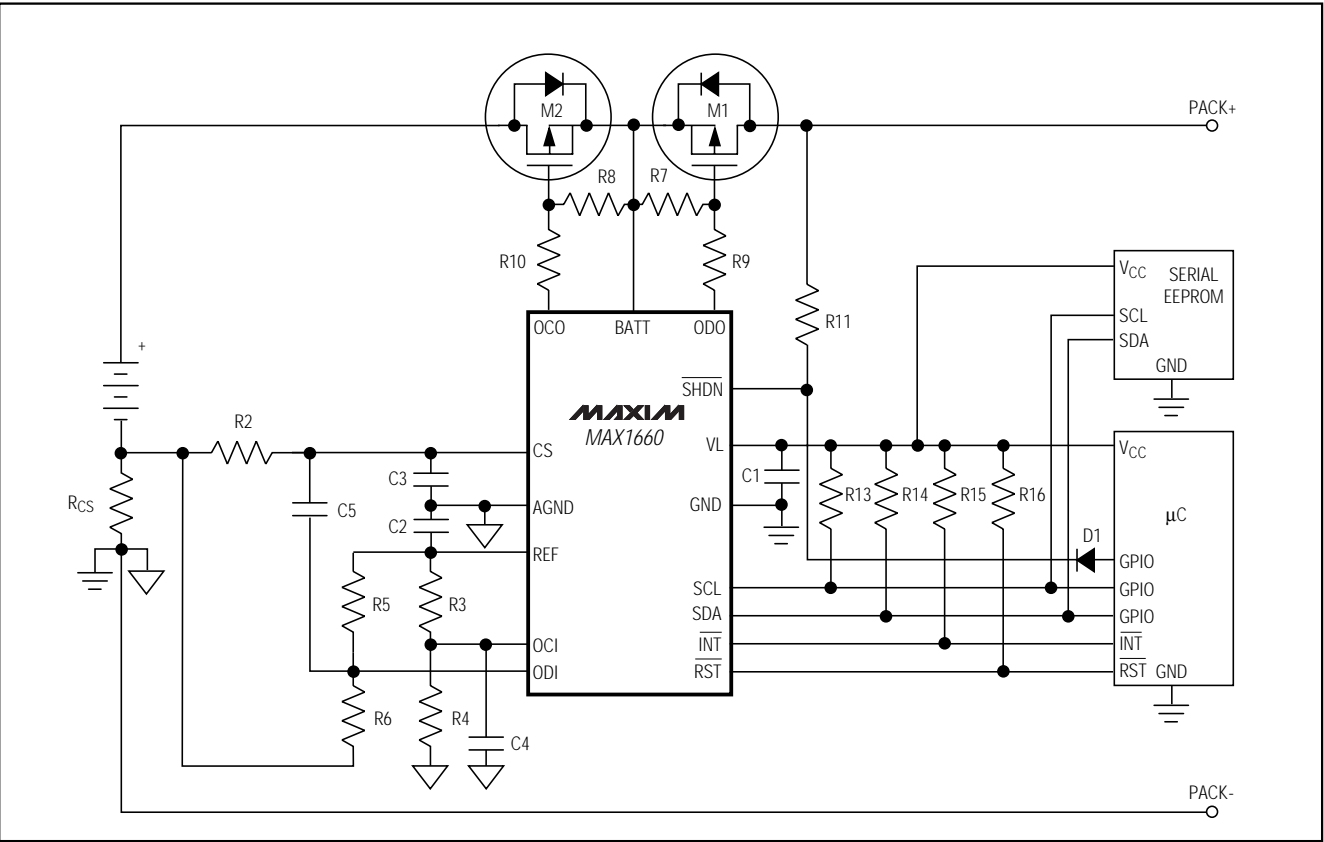 M2
M1
PACK+
R8
R7
R10
R9
OCO
BATT
ODO
R11
VCC
SERIAL
EEPROM
SCL
SDA
GND
+
SHDN
MAXIM
MAX1660
R2
CS
VL
VCC
RCS
C3
C1
R13
R14
R15
R16
C5
AGND
GND
μC
C2
REF
D1
GPIO
R5
R3
SCL
GPIO
SDA
GPIO
OCI
INT
INT
ODI
RST
RST
GND
R6
R4
C4
PACK-